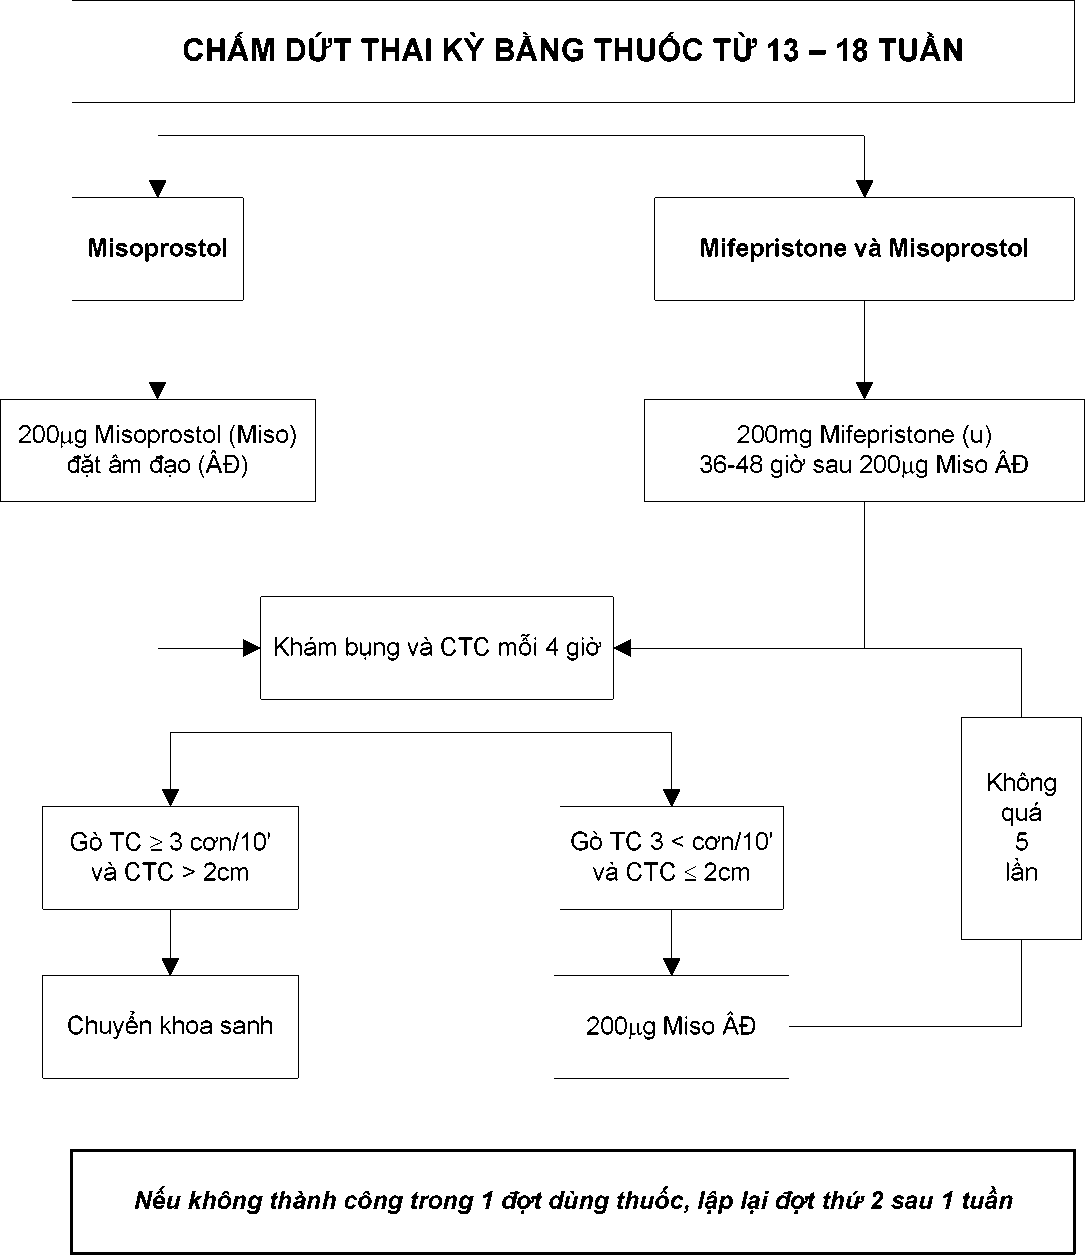 CHẤM DỨT THAI KỲ BẰNG THUỐC TỪ 13 – 18 TUẦN
Misoprostol
Mifepristone và Misoprostol
200μg Misoprostol (Miso)
đặt âm đạo (ÂĐ)
200mg Mifepristone (u)
36-48 giờ sau 200μg Miso ÂĐ
Khám bụng và CTC mỗi 4 giờ
Không
quá
5
lần
Gò TC ≥ 3 cơn/10'
và CTC > 2cm
Gò TC 3 < cơn/10'
và CTC ≤ 2cm
Chuyển khoa sanh
200μg Miso ÂĐ
Nếu không thành công trong 1 đợt dùng thuốc, lập lại đợt thứ 2 sau 1 tuần